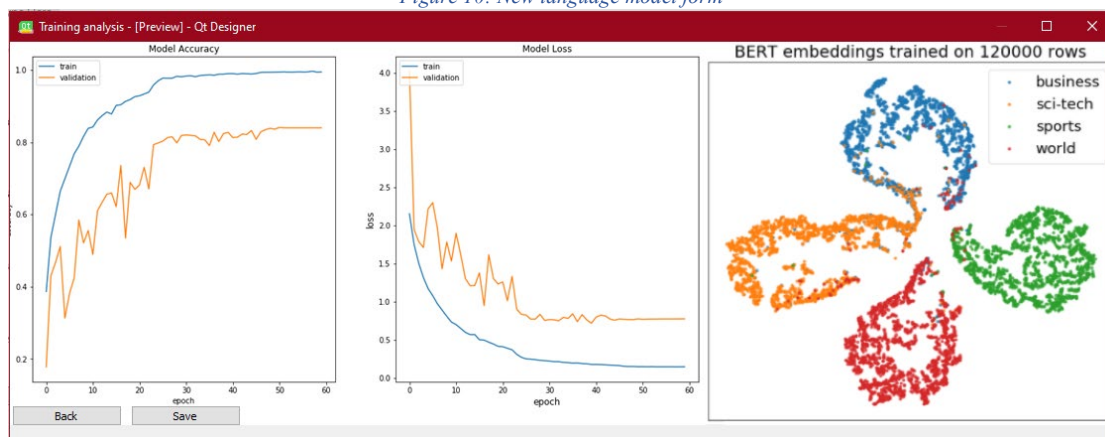 Figure 10: New language model form
Training analysis - [Preview] - Qt Designer
Model Accuracy
train
validation
1.0
0.8
0.6
0.4
0.2
0
10
20
30
40
50
60
epoch
Model Loss
train
validation
4.0
3.5
3.0
2.5
2.0
1.5
1.0
0.5
0.0
loss
0
10
20
30
40
50
60
epoch
BERT embeddings trained on 120000 rows
business
sci-tech
sports
world
Back
Save